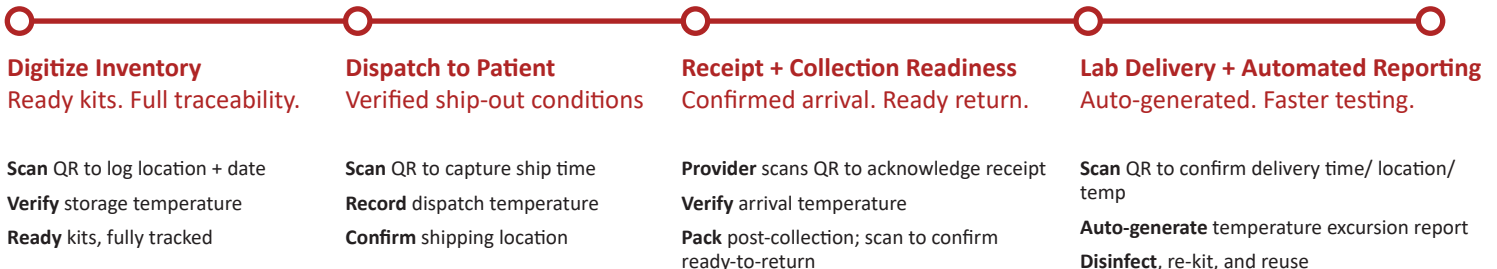 Digitize Inventory
Ready kits. Full traceability.
Scan QR to log location + date
Verify storage temperature
Ready kits, fully tracked
Dispatch to Patient
Verified ship-out conditions
Scan QR to capture ship time
Record dispatch temperature
Confirm shipping location
Receipt + Collection Readiness
Confirmed arrival. Ready return.
Provider scans QR to acknowledge receipt
Verify arrival temperature
Pack post-collection; scan to confirm
ready-to-return
Lab Delivery + Automated Reporting
Auto-generated. Faster testing.
Scan QR to confirm delivery time/ location/
temp
Auto-generate temperature excursion report
Disinfect, re-kit, and reuse